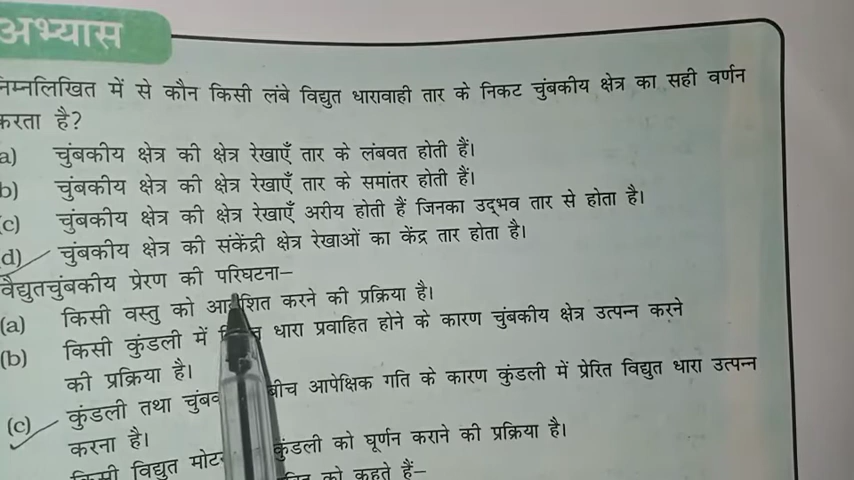 अभ्यास
निम्नलिखित में से कौन किसी लंबे विद्युत धारावाही तार के निकट चुंबकीय क्षेत्र का सही वर्णन
करता है?
a) चुंबकीय क्षेत्र की क्षेत्र रेखाएँ तार के लंबवत होती हैं।
b) चुंबकीय क्षेत्र की क्षेत्र रेखाएँ तार के समांतर होती हैं।
(c) चुंबकीय क्षेत्र की क्षेत्र रेखाएँ अरीय होती हैं जिनका उद्भव तार से होता है।
(d) चुंबकीय क्षेत्र की संकेंद्री क्षेत्र रेखाओं का केंद्र तार होता है।
वैद्युतचुंबकीय प्रेरण की परिघटना–
(a) किसी वस्तु को आवेशित करने की प्रक्रिया है।
(b) किसी कुंडली में धारा प्रवाहित होने के कारण चुंबकीय क्षेत्र उत्पन्न करने
की प्रक्रिया है।
(c) कुंडली तथा बीच आपेक्षिक गति के कारण कुंडली में प्रेरित विद्युत धारा उत्पन्न
करना है।
किसी विद्युत कुंडली को घूर्णन कराने की प्रक्रिया है।
को कहते हैं–